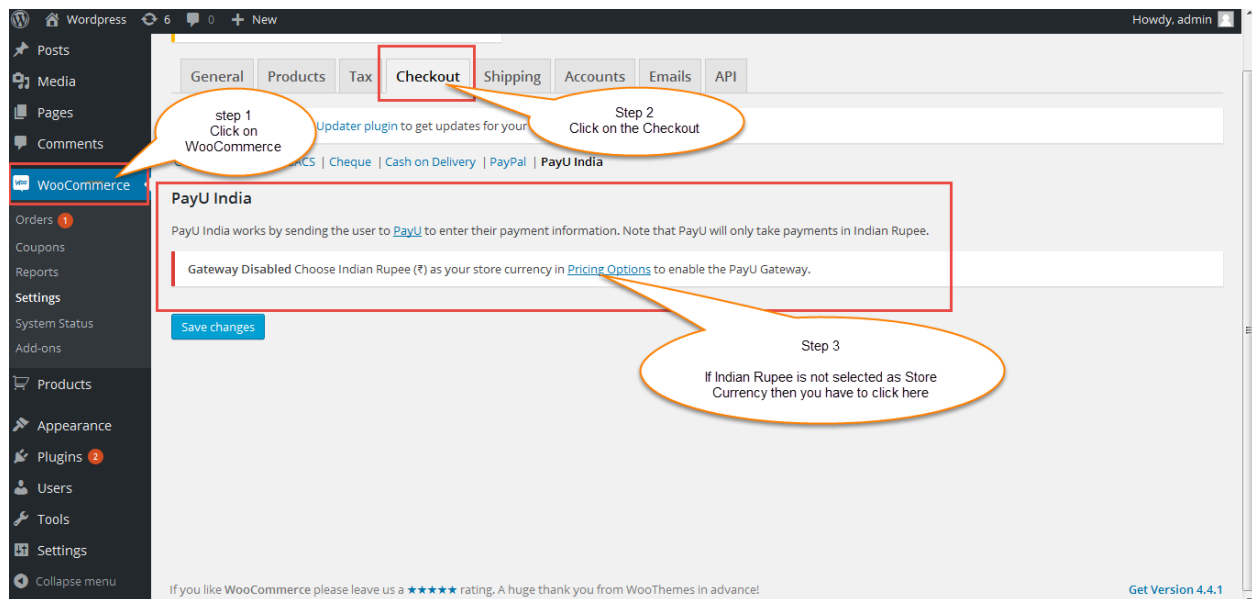 Wordpress 6 0 + New Howdy, admin
Posts
Media
Pages
Comments
WooCommerce
Orders 1
Coupons
Reports
Settings
System Status
Add-ons
Products
Appearance
Plugins 2
Users
Tools
Settings
Collapse menu
General Products Tax Checkout Shipping Accounts Emails API
step 1
Click on
WooCommerce
Step 2
Click on the Checkout
Updater plugin to get updates for your
| Cheque | Cash on Delivery | PayPal | PayU India
PayU India
PayU India works by sending the user to PayU to enter their payment information. Note that PayU will only take payments in Indian Rupee.
Gateway Disabled Choose Indian Rupee (₹) as your store currency in Pricing Options to enable the PayU Gateway.
Save changes
Step 3
If Indian Rupee is not selected as Store
Currency then you have to click here
If you like WooCommerce please leave us a ★★★★★ rating. A huge thank you from WooThemes in advance! Get Version 4.4.1